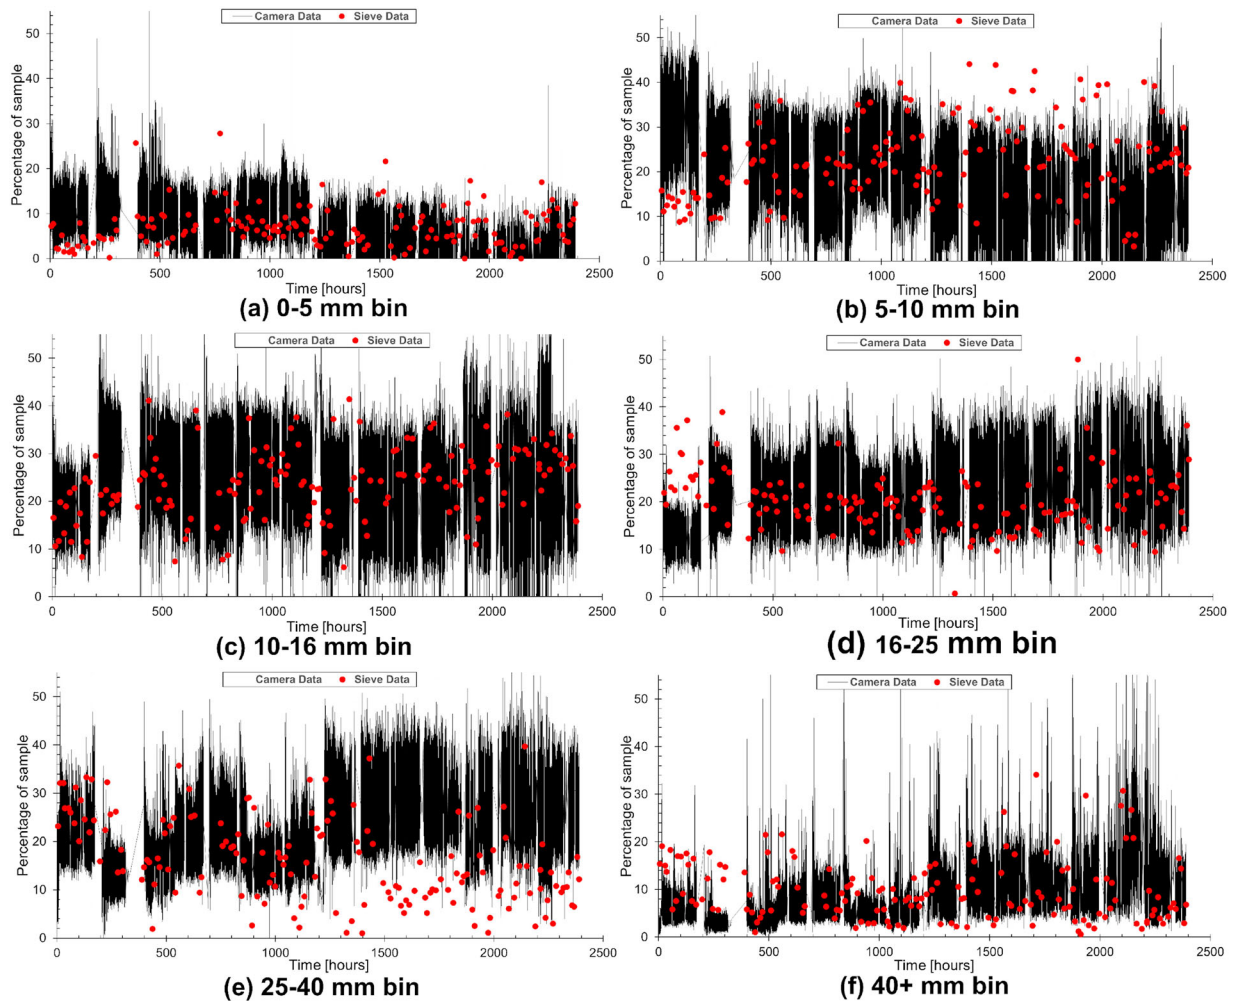 Camera Data Sieve Data
Percentage of sample
50
40
30
20
10
0
0 500 1000 1500 2000 2500
Time [hours]
(a) 0-5 mm bin
Camera Data Sieve Data
Percentage of sample
50
40
30
20
10
0
0 500 1000 1500 2000 2500
Time [hours]
(b) 5-10 mm bin
Camera Data Sieve Data
Percentage of sample
50
40
30
20
10
0
0 500 1000 1500 2000 2500
Time [hours]
(c) 10-16 mm bin
Camera Data Sieve Data
Percentage of sample
50
40
30
20
10
0
0 500 1000 1500 2000 2500
Time [hours]
(d) 16-25 mm bin
Camera Data Sieve Data
Percentage of sample
50
40
30
20
10
0
0 500 1000 1500 2000 2500
Time [hours]
(e) 25-40 mm bin
Camera Data Sieve Data
Percentage of sample
50
40
30
20
10
0
0 500 1000 1500 2000 2500
Time [hours]
(f) 40+ mm bin